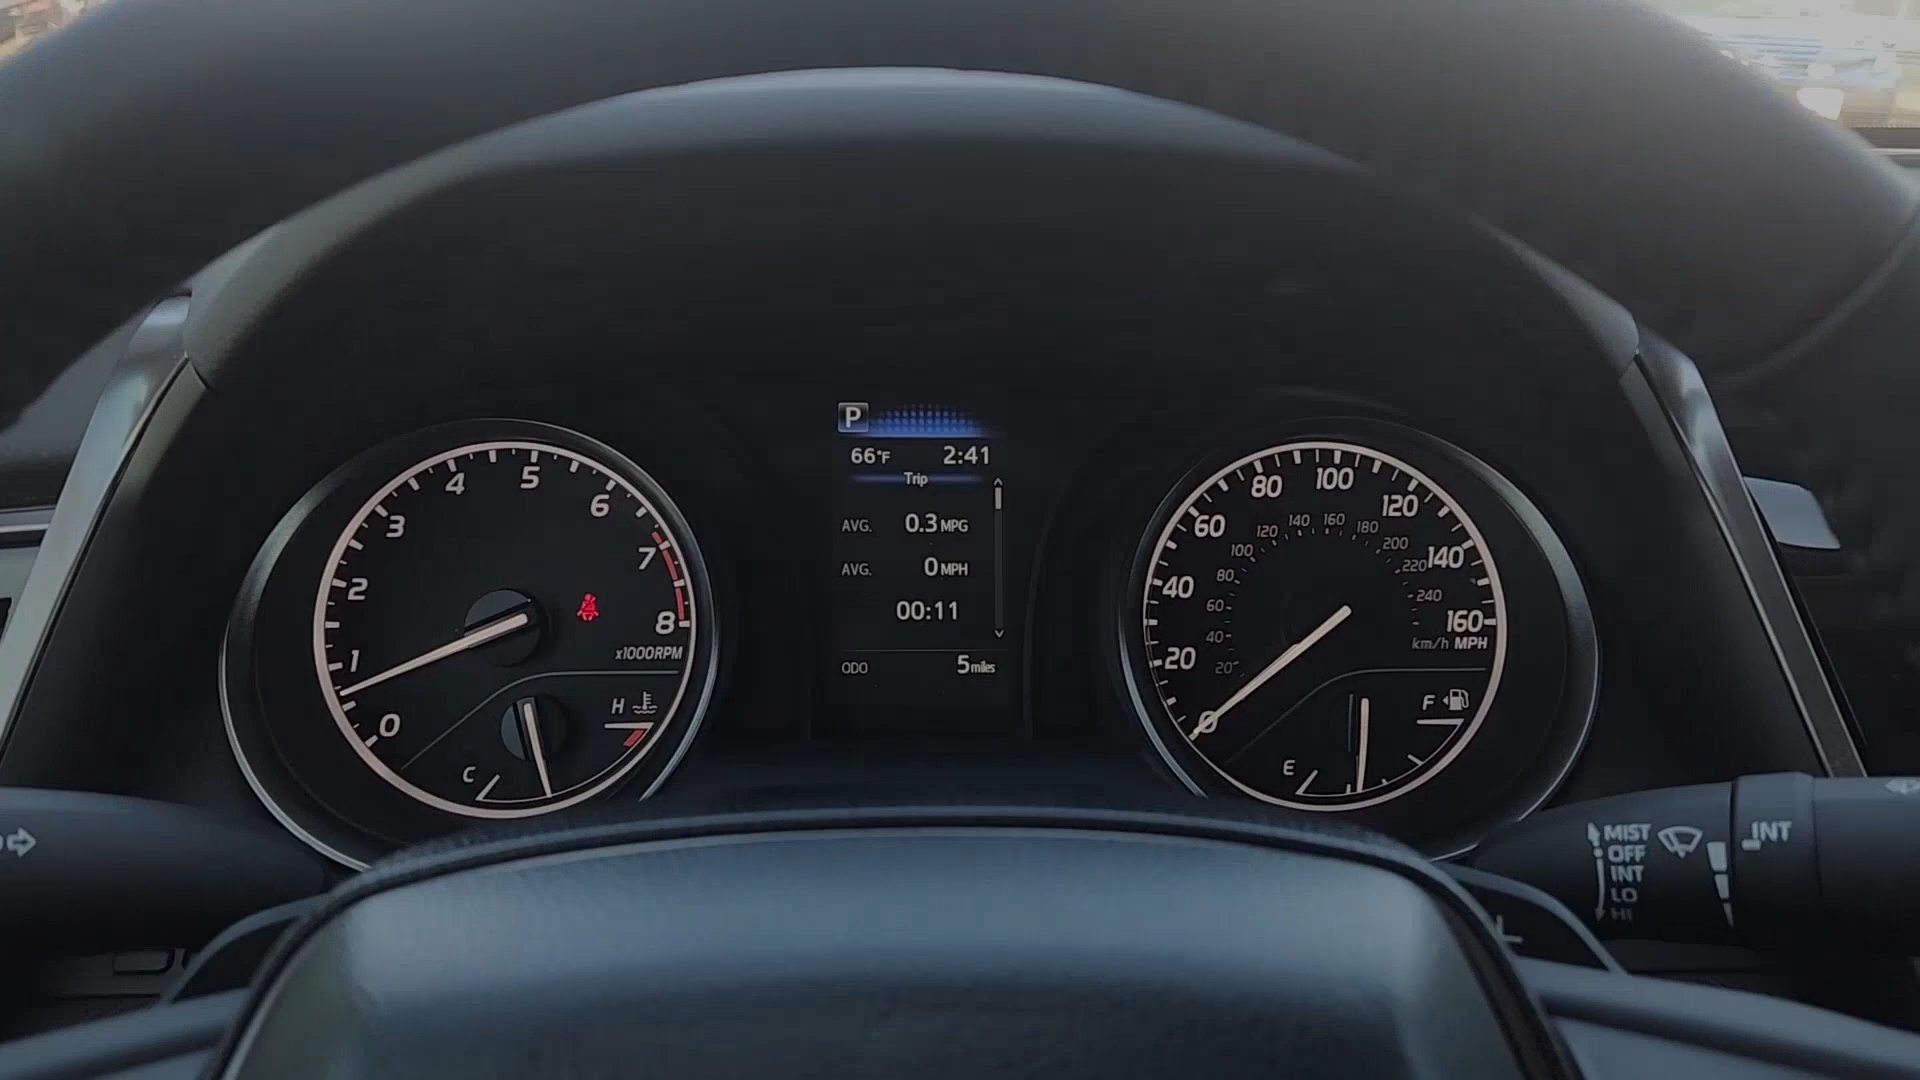 P
66°F 2:41
Trip
AVG. 0.3 MPG
AVG. 0 MPH
00:11
ODO 5 miles
0 1 2 3 4 5 6 7 8
x1000RPM
H
C
0 20 40 60 80 100 120 140 160
20 40 60 80 100 120 140 160 180 200 220 240
km/h MPH
F
E
MIST
OFF
INT
LO
HI
INT